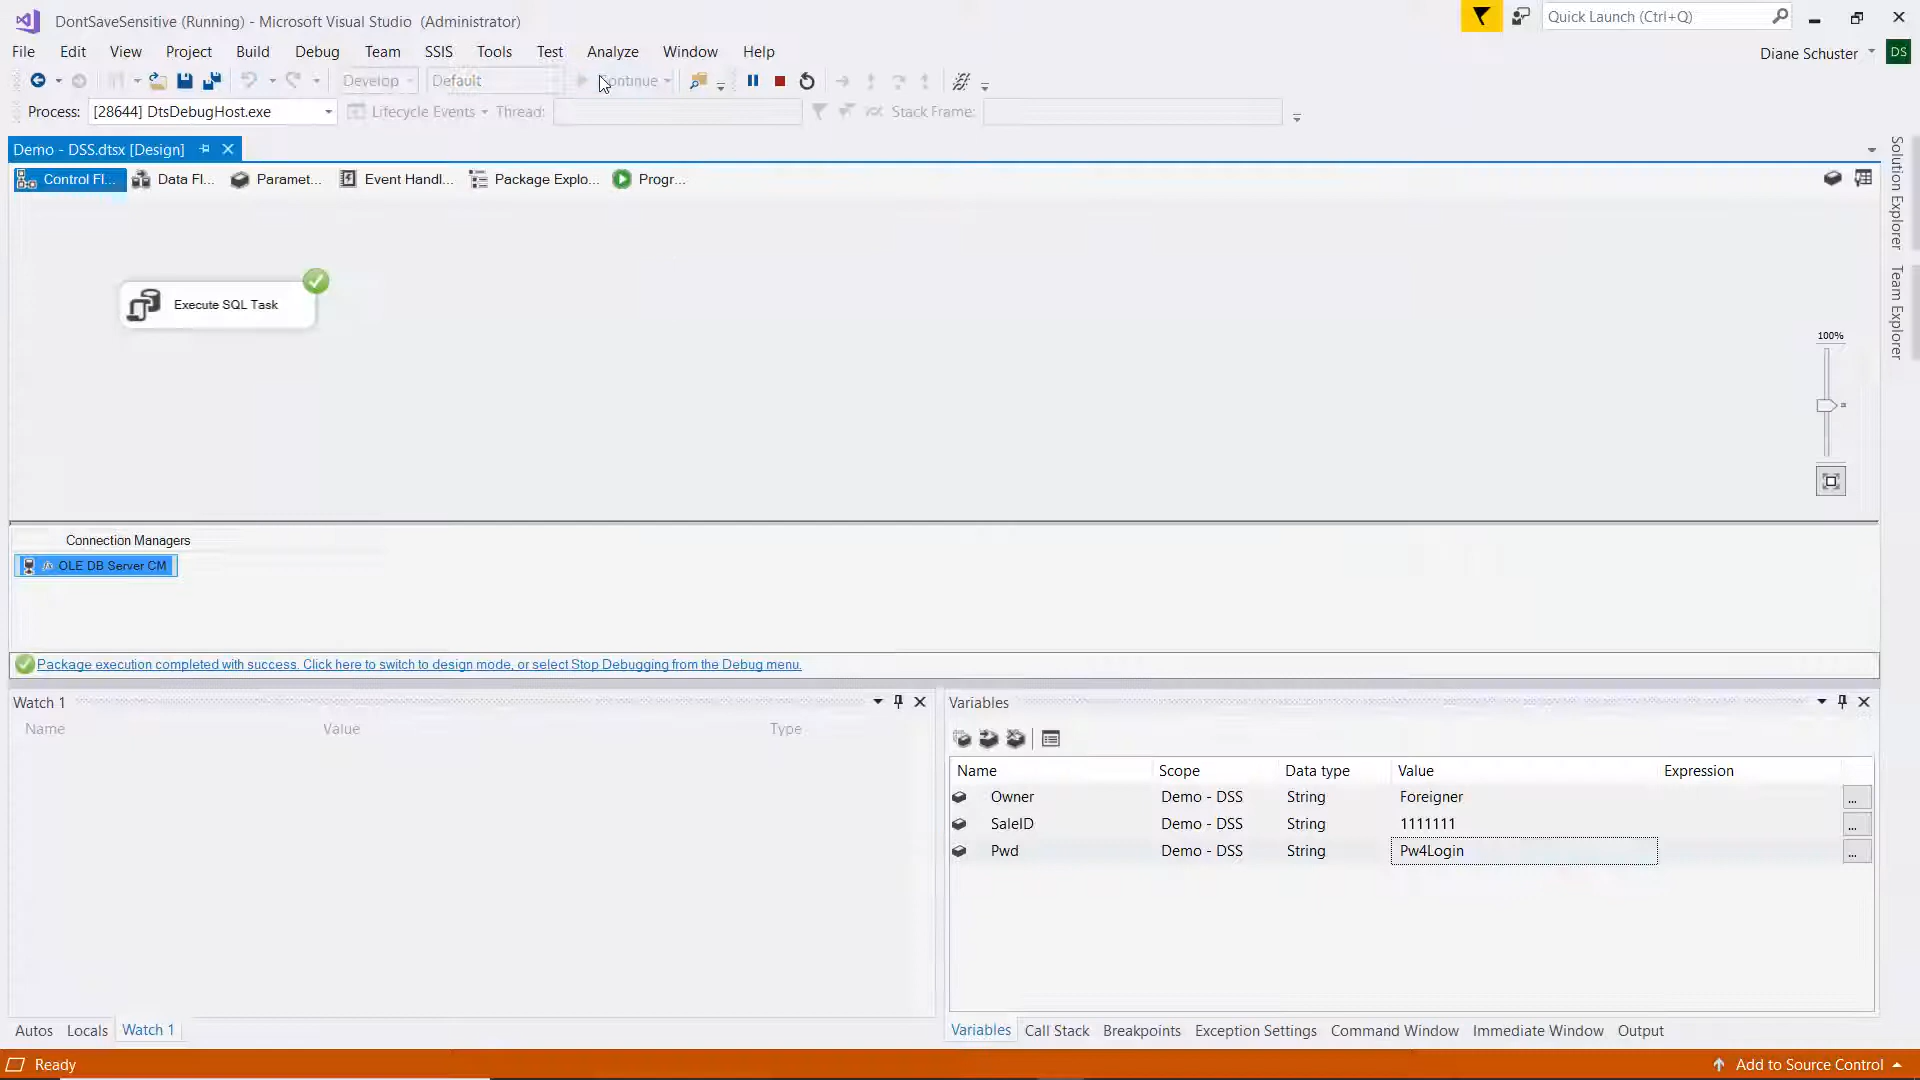 DontSaveSensitive (Running) - Microsoft Visual Studio (Administrator)
Quick Launch (Ctrl+Q)
File Edit View Project Build Debug Team SSIS Tools Test Analyze Window Help
Diane Schuster DS
Develop Default Continue
Process: [28644] DtsDebugHost.exe Lifecycle Events Thread: Stack Frame:
Demo - DSS.dtsx [Design]
Control Fl... Data Fl... Paramet... Event Handl... Package Explo... Progr...
Solution Explorer
Team Explorer
Execute SQL Task
100%
Connection Managers
fx OLE DB Server CM
Package execution completed with success. Click here to switch to design mode, or select Stop Debugging from the Debug menu.
Watch 1
Name Value Type
Variables
Name Scope Data type Value Expression
Owner Demo - DSS String Foreigner ...
SaleID Demo - DSS String 1111111 ...
Pwd Demo - DSS String Pw4Login ...
Autos Locals Watch 1
Variables Call Stack Breakpoints Exception Settings Command Window Immediate Window Output
Ready
Add to Source Control